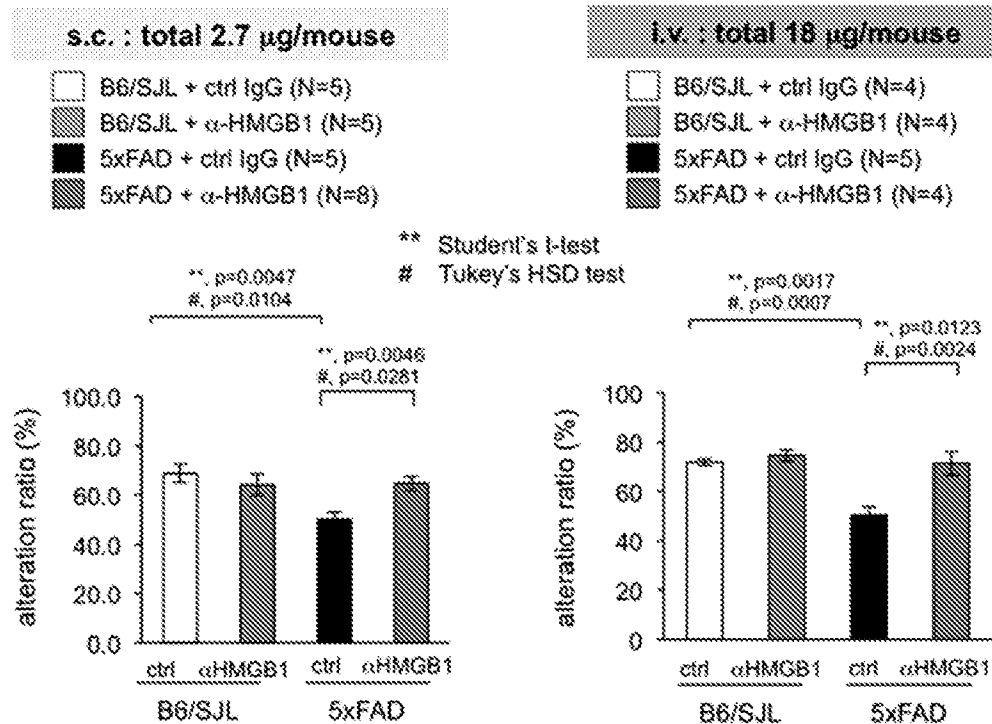 s.c. : total 2.7 μg/mouse
B6/SJL + ctrl IgG (N=5)
B6/SJL + α-HMGB1 (N=5)
5xFAD + ctrl IgG (N=5)
5xFAD + α-HMGB1 (N=8)
i.v. : total 18 μg/mouse
B6/SJL + ctrl IgG (N=4)
B6/SJL + α-HMGB1 (N=4)
5xFAD + ctrl IgG (N=5)
5xFAD + α-HMGB1 (N=4)
** Student's t-test
# Tukey's HSD test
**, p=0.0047
#, p=0.0104
**, p=0.0046
#, p=0.0281
alteration ratio (%)
100.0
80.0
60.0
40.0
20.0
0.0
ctrl αHMGB1 ctrl αHMGB1
B6/SJL 5xFAD
**, p=0.0017
#, p=0.0007
**, p=0.0123
#, p=0.0024
alteration ratio (%)
100
80
60
40
20
0
ctrl αHMGB1 ctrl αHMGB1
B6/SJL 5xFAD